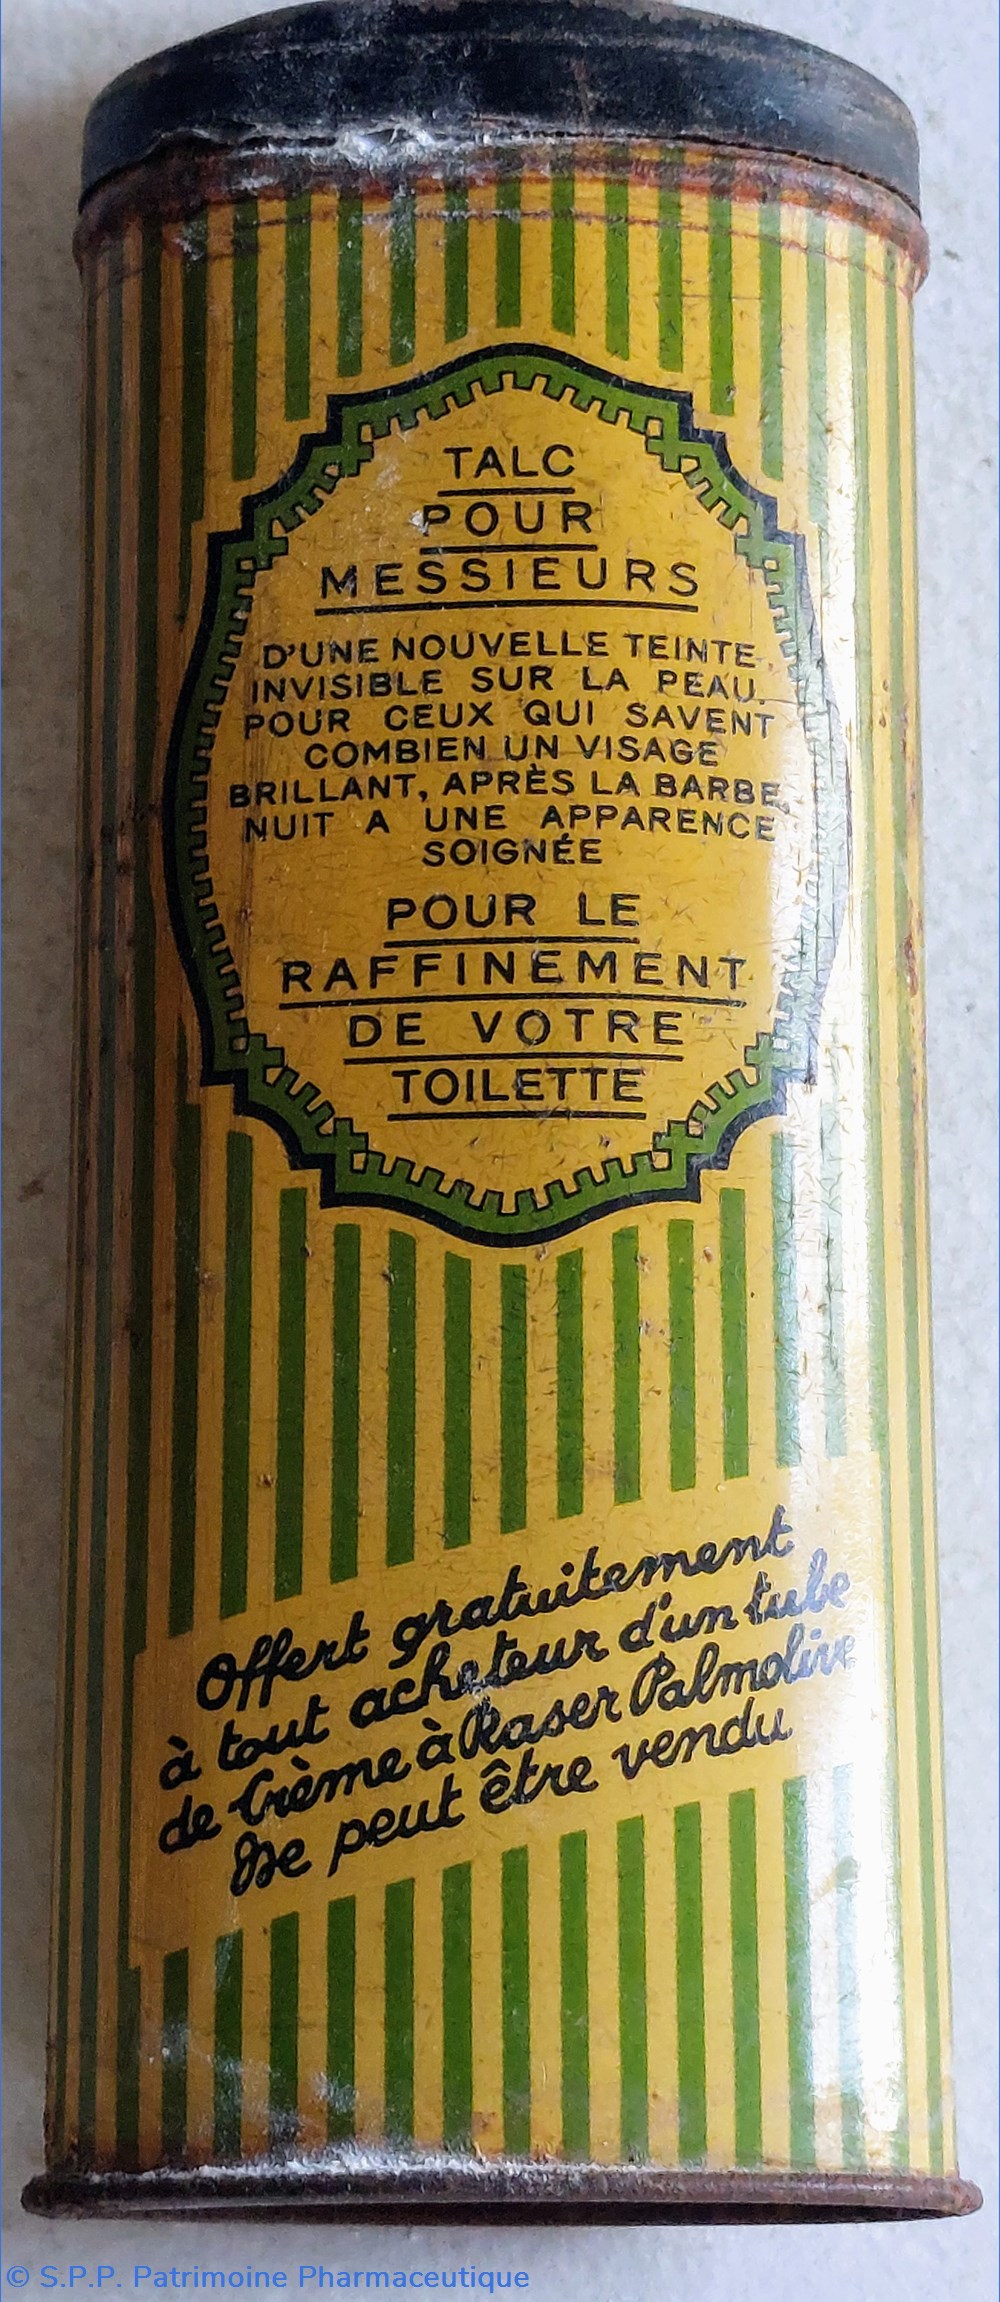 TALC
POUR
MESSIEURS
D'UNE NOUVELLE TEINTE,
INVISIBLE SUR LA PEAU.
POUR CEUX QUI SAVENT
COMBIEN UN VISAGE
BRILLANT, APRÈS LA BARBE,
NUIT A UNE APPARENCE
SOIGNÉE
POUR LE
RAFFINEMENT
DE VOTRE
TOILETTE
Offert gratuitement
à tout acheteur d'un tube
de Crème à Raser Palmolive
Ne peut être vendu
© S.P.P. Patrimoine Pharmaceutique